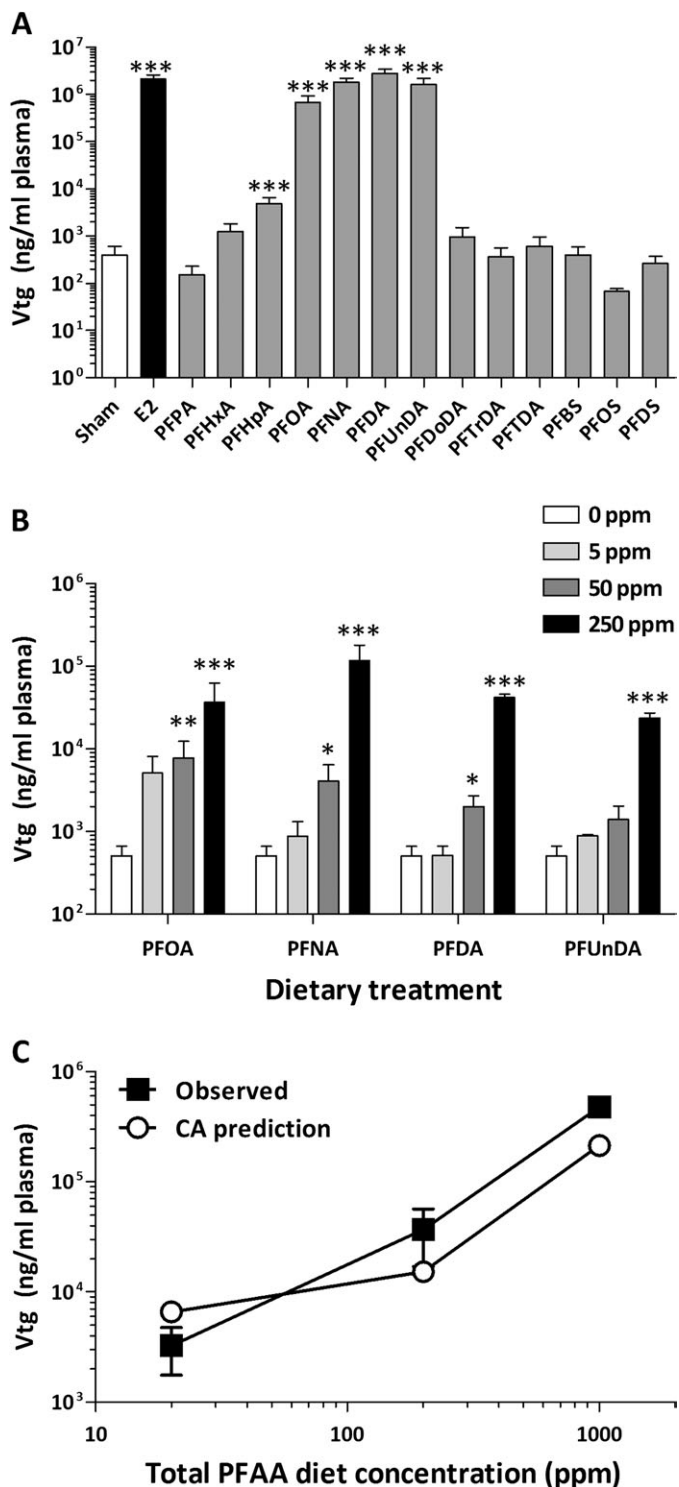 A
Vtg (ng/ml plasma)
10⁷
10⁶
10⁵
10⁴
10³
10²
10¹
10⁰
***
***
***
***
***
***
Sham
E2
PFPA
PFHxA
PFHpA
PFOA
PFNA
PFDA
PFUnDA
PFDoDA
PFTrDA
PFTDA
PFBS
PFOS
PFDS
B
0 ppm
5 ppm
50 ppm
250 ppm
Vtg (ng/ml plasma)
10⁶
10⁵
10⁴
10³
10²
**
***
*
***
*
***
***
PFOA
PFNA
PFDA
PFUnDA
Dietary treatment
C
Observed
CA prediction
Vtg (ng/ml plasma)
10⁶
10⁵
10⁴
10³
10
100
1000
Total PFAA diet concentration (ppm)